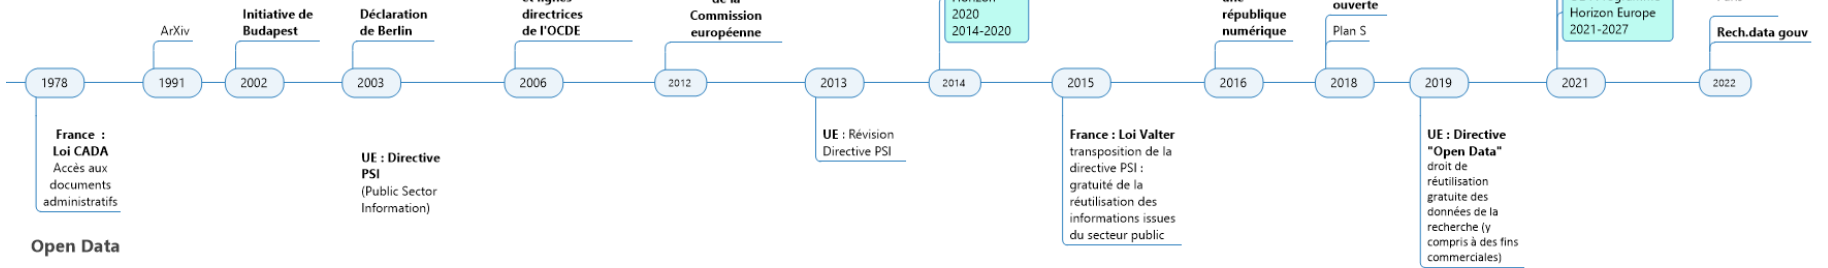 ArXiv
Initiative de
Budapest
Déclaration
de Berlin
directrices
de l'OCDE
de la
Commission
européenne
Horizon
2020
2014-2020
une
république
numérique
ouverte
Plan S
Horizon Europe
2021-2027
Rech.data gouv
1978
1991
2002
2003
2006
2012
2013
2014
2015
2016
2018
2019
2021
2022
France :
Loi CADA
Accès aux
documents
administratifs
UE : Directive
PSI
(Public Sector
Information)
UE : Révision
Directive PSI
France : Loi Valter
transposition de la
directive PSI :
gratuité de la
réutilisation des
informations issues
du secteur public
UE : Directive
"Open Data"
droit de
réutilisation
gratuite des
données de la
recherche (y
compris à des fins
commerciales)
Open Data